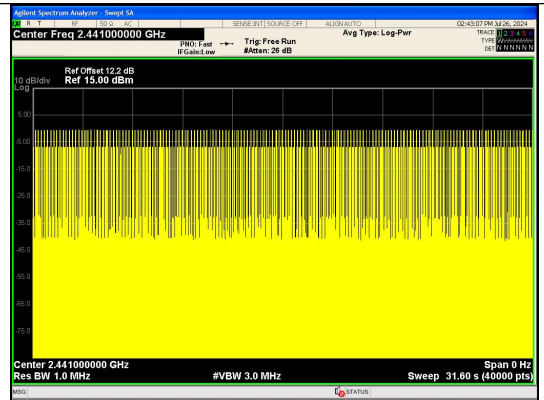 Agilent Spectrum Analyzer - Swept SA
R T RF 50 Ω AC SENSE:INT SOURCE OFF ALIGN AUTO 02:43:07 PM Jul 26, 2024
Center Freq 2.441000000 GHz Avg Type: Log-Pwr TRACE 1 2 3 4 5 6
PNO: Fast Trig: Free Run TYPE
IFGain:Low #Atten: 26 dB DET N N N N N N
Ref Offset 12.2 dB
10 dB/div Ref 15.00 dBm
Log
5.00
-5.00
-15.0
-25.0
-35.0
-45.0
-55.0
-65.0
-75.0
Center 2.441000000 GHz Span 0 Hz
Res BW 1.0 MHz #VBW 3.0 MHz Sweep 31.60 s (40000 pts)
MSG STATUS